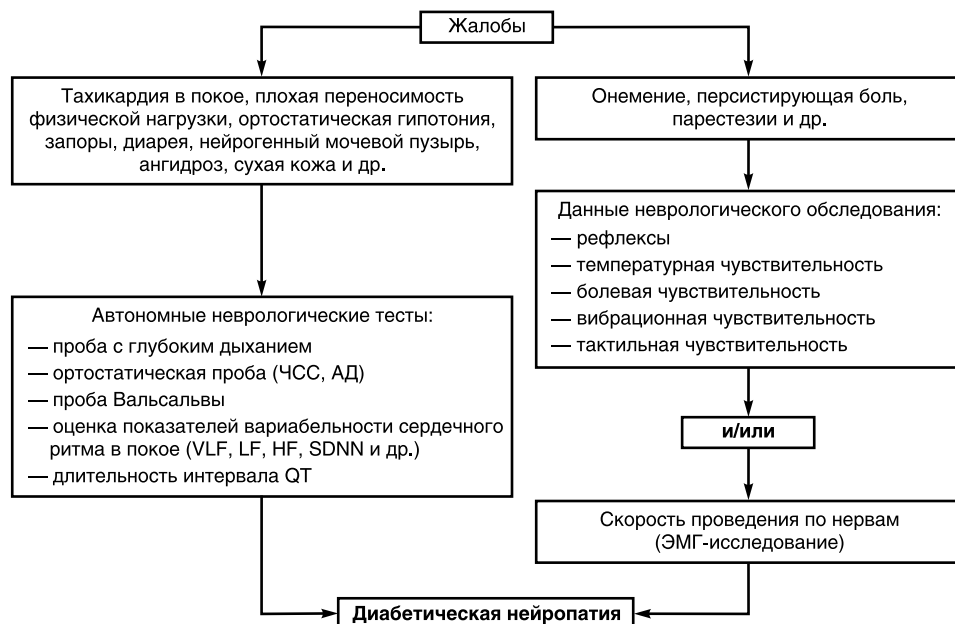 Жалобы
Тахикардия в покое, плохая переносимость
физической нагрузки, ортостатическая гипотония,
запоры, диарея, нейрогенный мочевой пузырь,
ангидроз, сухая кожа и др.
Автономные неврологические тесты:
— проба с глубоким дыханием
— ортостатическая проба (ЧСС, АД)
— проба Вальсальвы
— оценка показателей вариабельности сердечного
ритма в покое (VLF, LF, HF, SDNN и др.)
— длительность интервала QT
Онемение, персистирующая боль,
парестезии и др.
Данные неврологического обследования:
— рефлексы
— температурная чувствительность
— болевая чувствительность
— вибрационная чувствительность
— тактильная чувствительность
и/или
Скорость проведения по нервам
(ЭМГ-исследование)
Диабетическая нейропатия